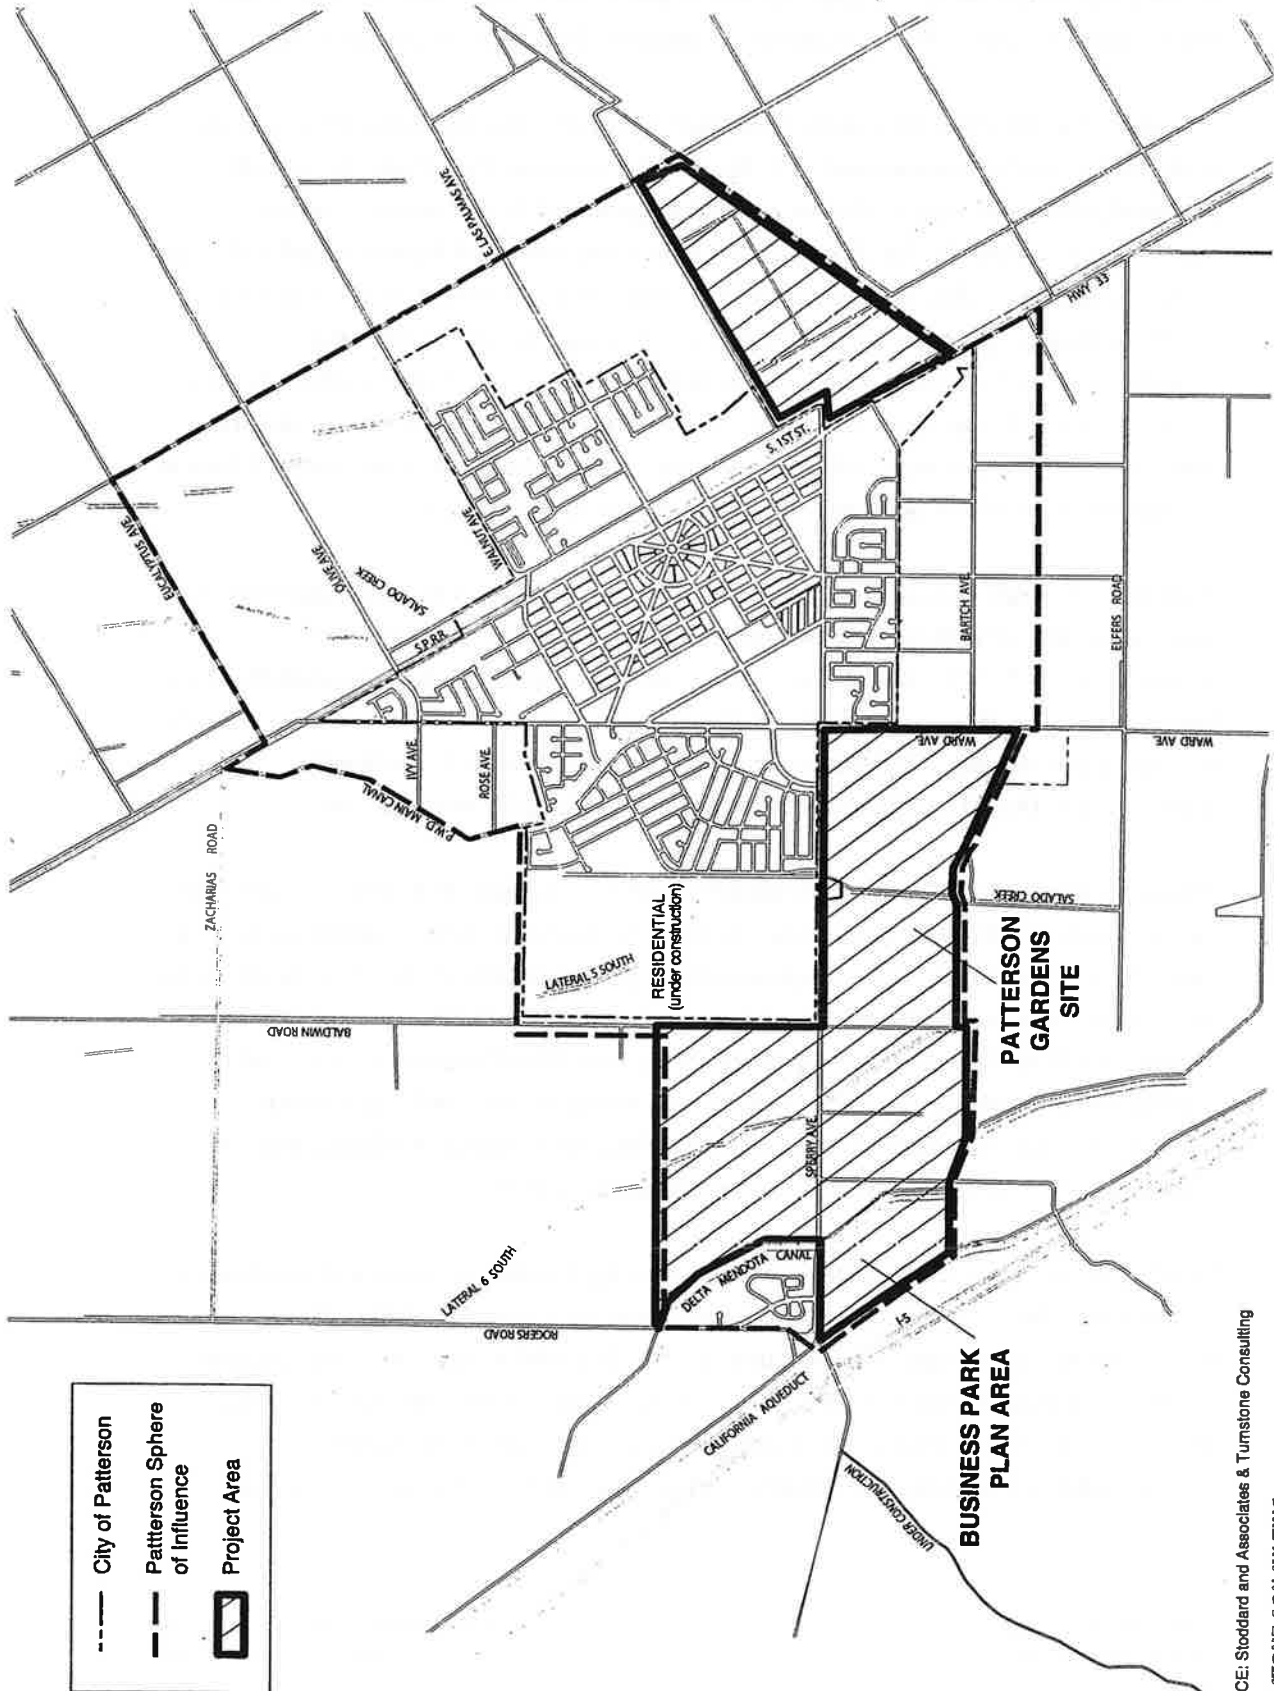 City of Patterson
Pattterson Sphere
of Influence
Project Area
EUCALYPTUS AVE.
OLIVE AVE
SALADO CREEK
WALNUT AVE
E LAS PALMAS AVE.
S.P.R.R.
S. 1ST ST.
HWY 33
ZACHARIAS ROAD
P.W.D. MAIN CANAL
IVY AVE.
ROSE AVE.
BARTCH AVE.
ELFERS ROAD
WARD AVE.
WARD AVE
BALDWIN ROAD
LATERAL 5 SOUTH
RESIDENTIAL
(under construction)
SALADO CREEK
PATTERSON
GARDENS
SITE
SPERRY AVE.
LATERAL 6 SOUTH
ROGERS ROAD
DELTA MENDOTA CANAL
I-5
CALIFORNIA AQUEDUCT
BUSINESS PARK
PLAN AREA
UNDER CONSTRUCTION
CE: Stoddard and Associates & Turnstone Consulting